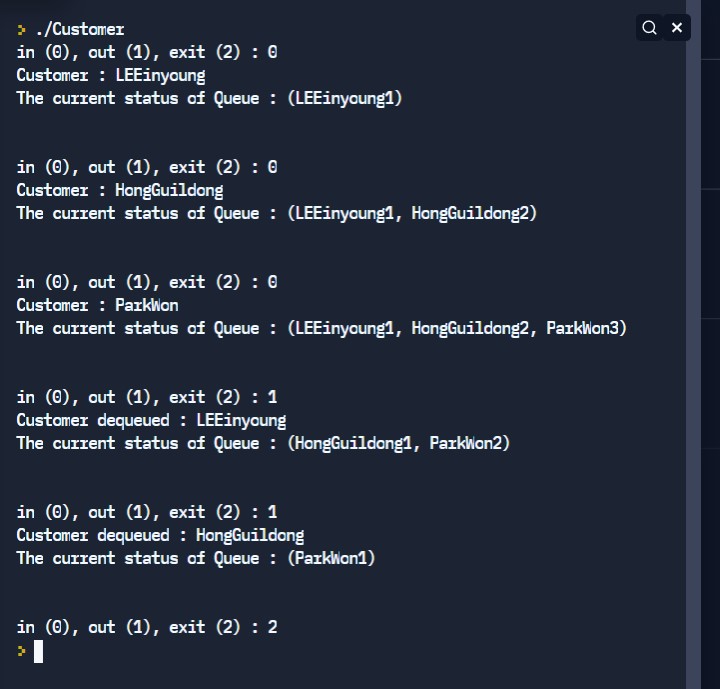 > ./Customer
in (0), out (1), exit (2) : 0
Customer : LEEinyoung
The current status of Queue : (LEEinyoung1)
in (0), out (1), exit (2) : 0
Customer : HongGuildong
The current status of Queue : (LEEinyoung1, HongGuildong2)
in (0), out (1), exit (2) : 0
Customer : ParkWon
The current status of Queue : (LEEinyoung1, HongGuildong2, ParkWon3)
in (0), out (1), exit (2) : 1
Customer dequeued : LEEinyoung
The current status of Queue : (HongGuildong1, ParkWon2)
in (0), out (1), exit (2) : 1
Customer dequeued : HongGuildong
The current status of Queue : (ParkWon1)
in (0), out (1), exit (2) : 2
>